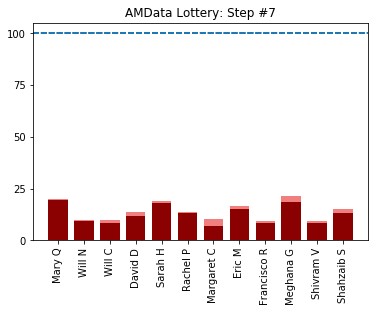 AMData Lottery: Step #7
100
75
50
25
0
Mary Q
Will N
Will C
David D
Sarah H
Rachel P
Margaret C
Eric M
Francisco R
Meghana G
Shivram V
Shahzaib S